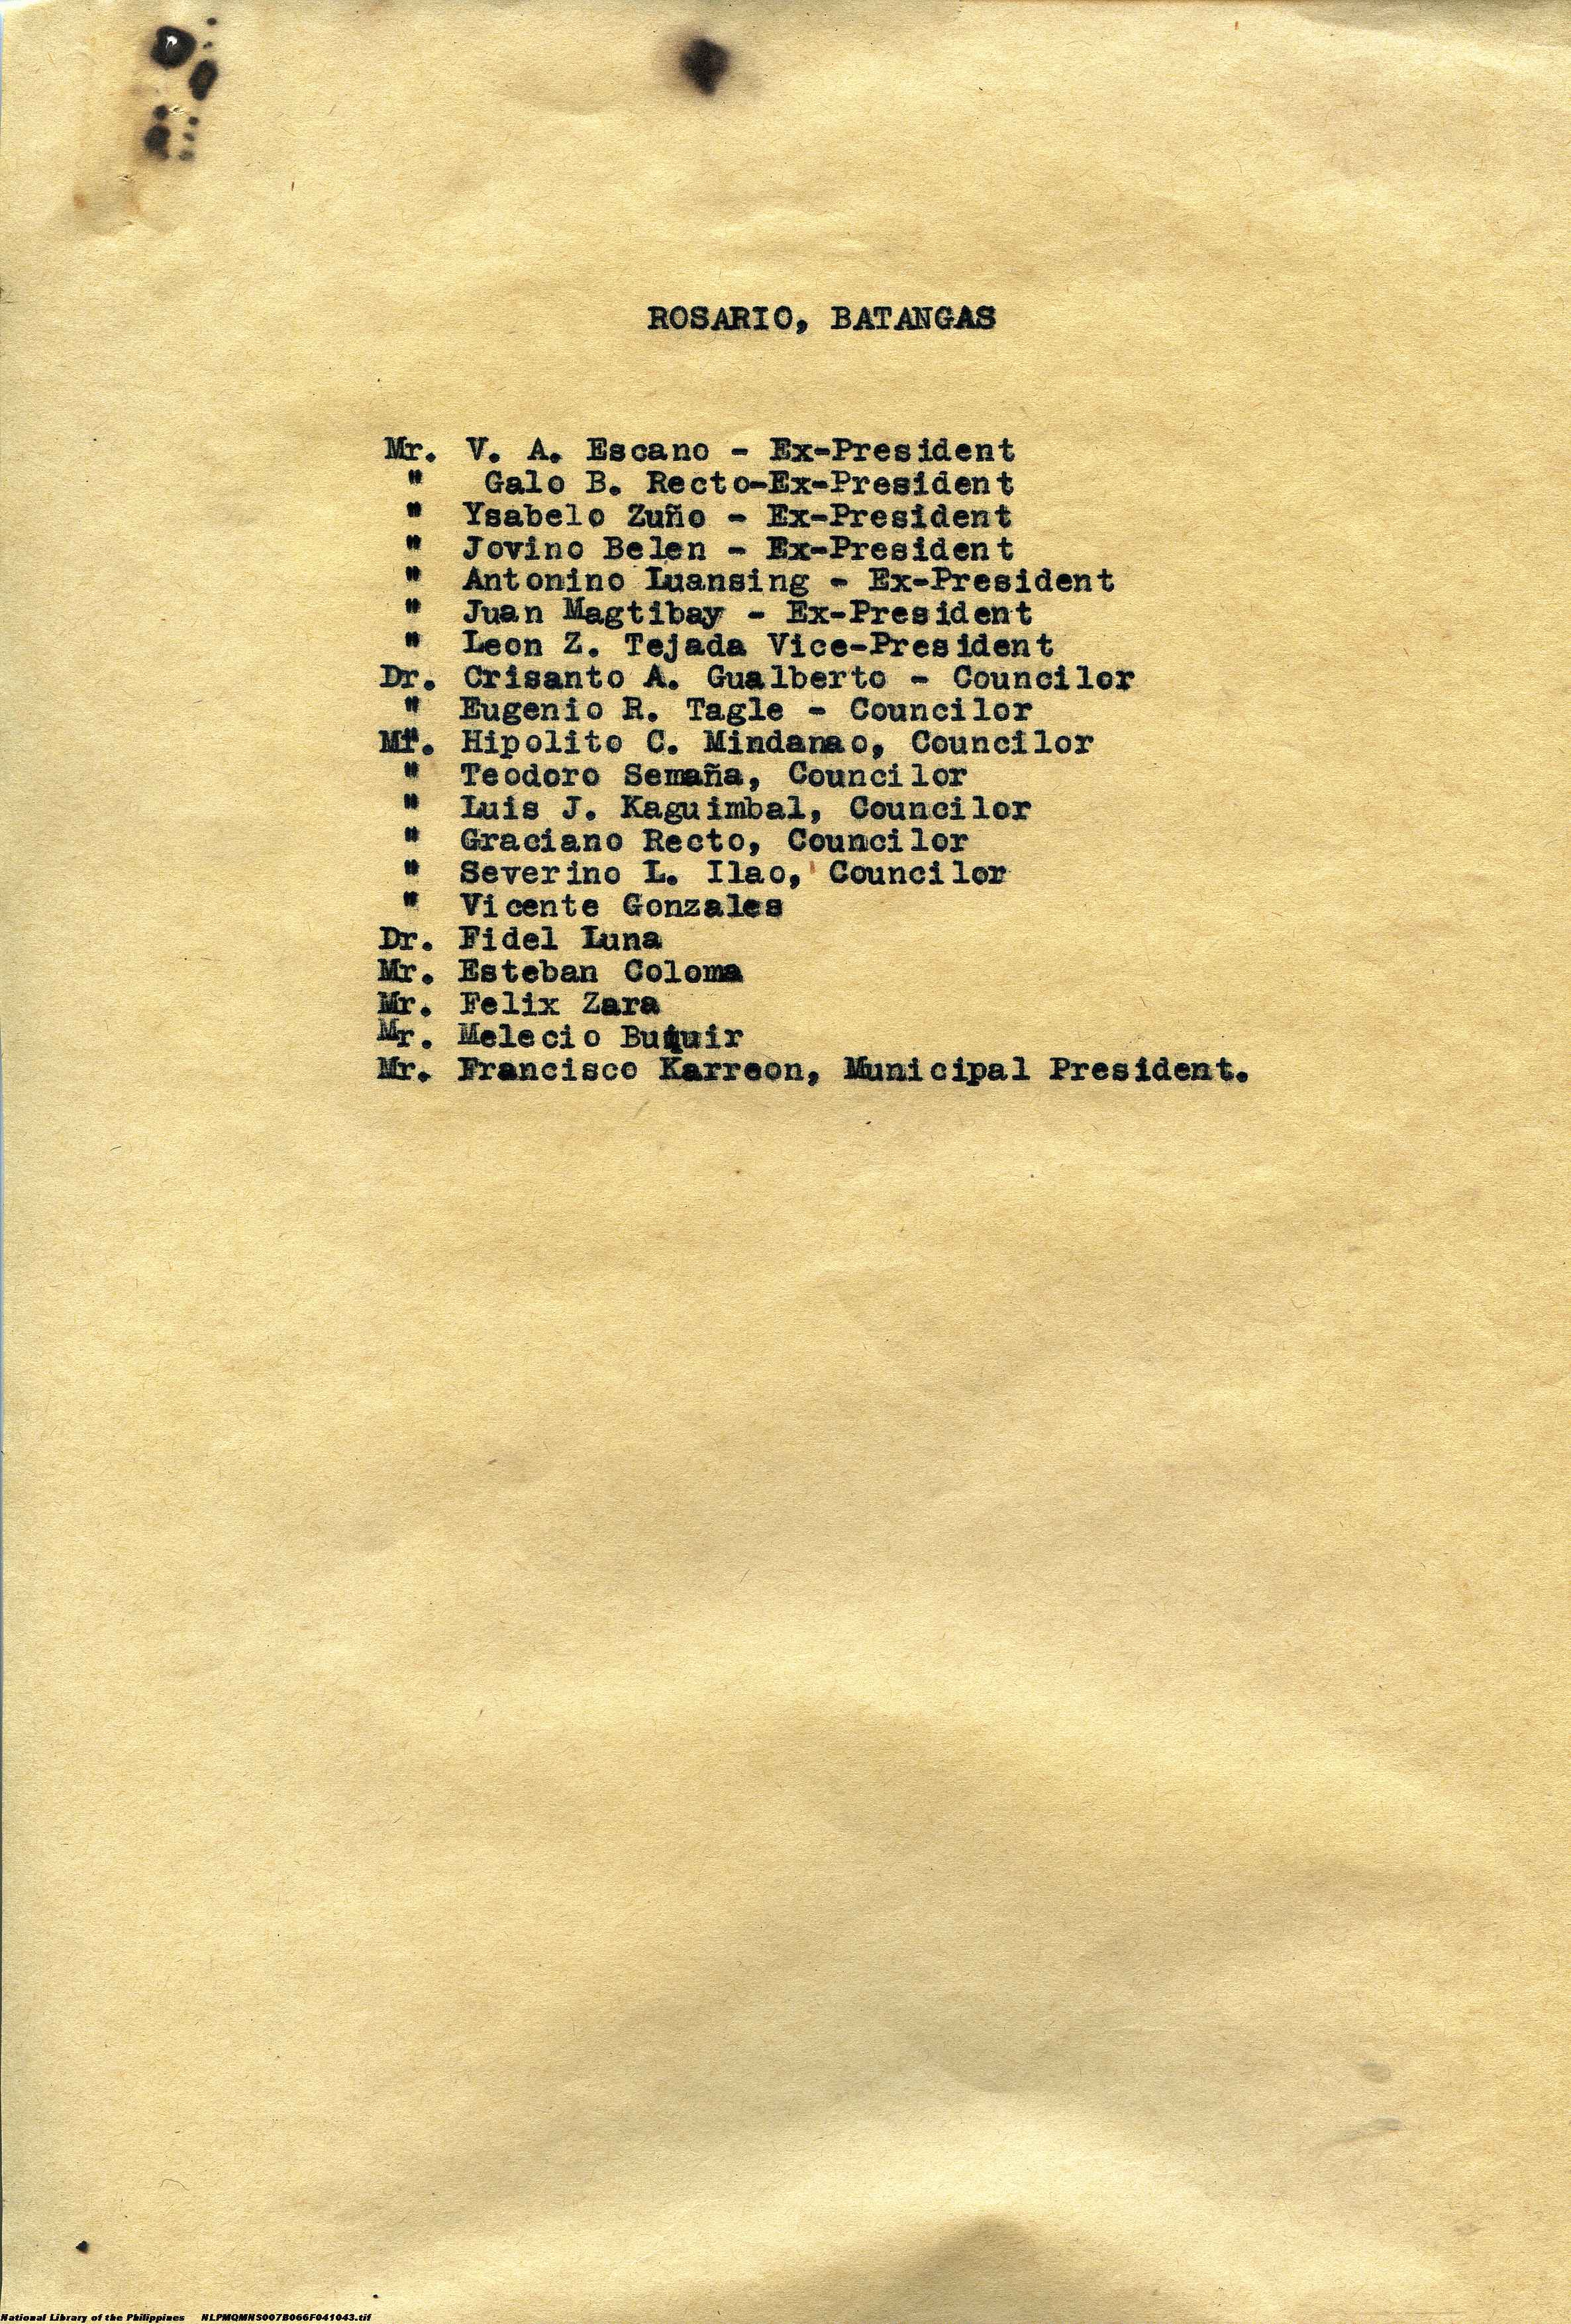 ROSARIO, BATANGAS
Mr. V. A. Escano - Ex-President
" Galo B. Recto-Ex-President
" Ysabelo Zuño - Ex-President
" Jovino Belen - Ex-President
" Antonino Luansing - Ex-President
" Juan Magtibay - Ex-President
" Leon Z. Tejada Vice-President
Dr. Crisanto A. Gualberto - Councilor
" Eugenio R. Tagle - Councilor
Mr. Hipolito C. Mindanao, Councilor
" Teodoro Semaña, Councilor
" Luis J. Kaguimbal, Councilor
" Graciano Recto, Councilor
" Severino L. Ilao, Councilor
" Vicente Gonzales
Dr. Fidel Luna
Mr. Esteban Coloma
Mr. Felix Zara
Mr. Melecio
Mr. Francisco Karreon, Municipal President.
National Library of the Philippines NLPMQMNS007B066F041043.tif